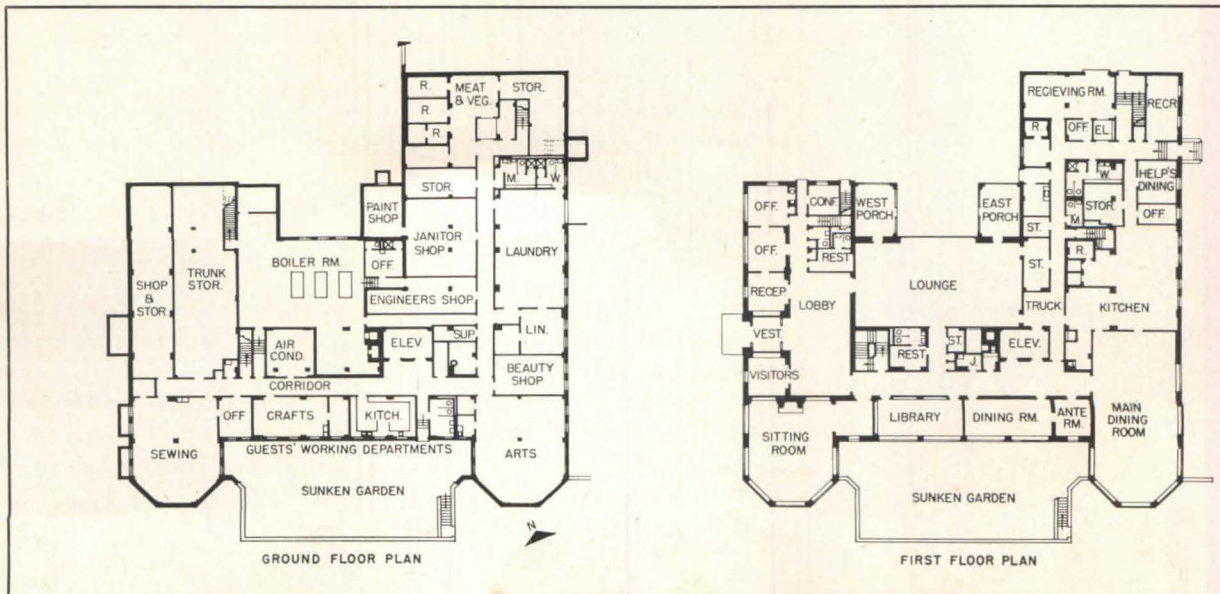 R.
MEAT
& VEG.
STOR.
R.
R.
STOR.
M.
W.
PAINT
SHOP
JANITOR
SHOP
LAUNDRY
OFF.
SHOP
&
STOR.
TRUNK
STOR.
BOILER RM.
ENGINEERS SHOP
SUP.
LIN.
AIR
COND.
ELEV.
BEAUTY
SHOP
CORRIDOR
OFF
CRAFTS
KITCH.
SEWING
GUESTS' WORKING DEPARTMENTS
ARTS
SUNKEN GARDEN
N
GROUND FLOOR PLAN
RECIEVING RM.
RECR.
R.
OFF.
EL.
W.
HELP'S
DINING
OFF.
CONF.
WEST
PORCH
EAST
PORCH
STOR.
M.
OFF.
ST.
OFF.
REST
R.
ST.
RECEP.
LOBBY
LOUNGE
TRUCK
KITCHEN
VEST.
REST
ST.
ELEV.
J.
VISITORS
LIBRARY
DINING RM.
ANTE
RM.
MAIN
DINING
ROOM
SITTING
ROOM
SUNKEN GARDEN
FIRST FLOOR PLAN